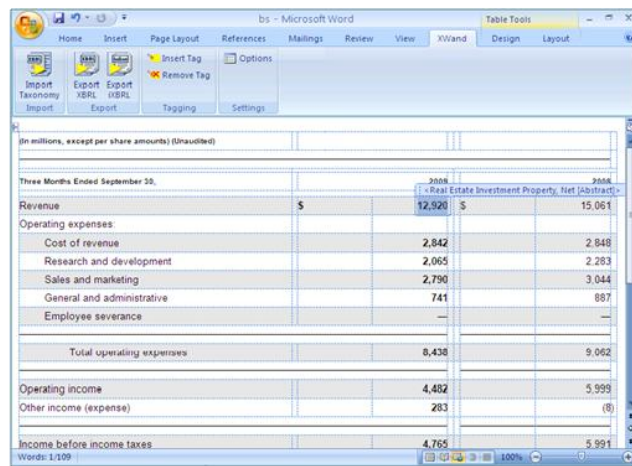 bs - Microsoft Word
Table Tools
Home Insert Page Layout References Mailings Review View XWand Design Layout
Import Taxonomy
Export XBRL
Export iXBRL
Insert Tag
Remove Tag
Options
Import Export Tagging Settings
(In millions, except per share amounts) (Unaudited)
Three Months Ended September 30, 2009 2008
Real Estate Investment Property, Net [Abstract]
Revenue $ 12,920 $ 15,061
Operating expenses:
Cost of revenue 2,842 2,848
Research and development 2,065 2,283
Sales and marketing 2,790 3,044
General and administrative 741 887
Employee severance — —
Total operating expenses 8,438 9,062
Operating income 4,482 5,999
Other income (expense) 283 (8)
Income before income taxes 4,765 5,991
Words: 1/109
100%